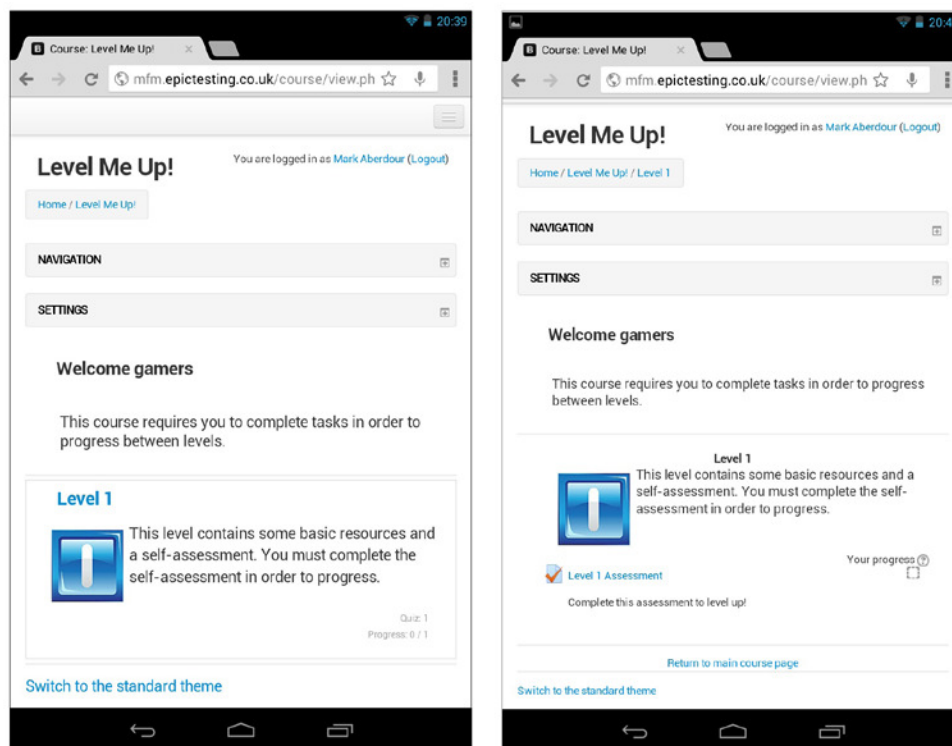 20:39
Course: Level Me Up!
mfm.epictesting.co.uk/course/view.ph
Level Me Up!
You are logged in as Mark Aberdour (Logout)
Home / Level Me Up!
NAVIGATION
SETTINGS
Welcome gamers
This course requires you to complete tasks in order to
progress between levels.
Level 1
This level contains some basic resources and
a self-assessment. You must complete the
self-assessment in order to progress.
Quiz: 1
Progress: 0 / 1
Switch to the standard theme
20:4
Course: Level Me Up!
mfm.epictesting.co.uk/course/view.ph
Level Me Up!
You are logged in as Mark Aberdour (Logout)
Home / Level Me Up! / Level 1
NAVIGATION
SETTINGS
Welcome gamers
This course requires you to complete tasks in order to progress
between levels.
Level 1
This level contains some basic resources and a
self-assessment. You must complete the self-
assessment in order to progress.
Your progress
Level 1 Assessment
Complete this assessment to level up!
Return to main course page
Switch to the standard theme